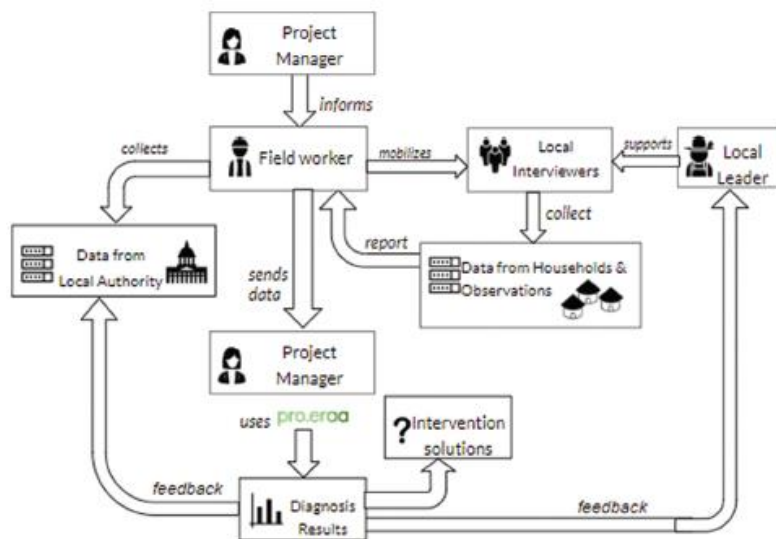 Project
Manager
informs
collects
Field worker
mobilizes
Local
Interviewers
supports
Local
Leader
collect
Data from
Local Authority
report
Data from Households &
Observations
sends
data
Project
Manager
uses pro.eraa
? Intervention
solutions
feedback
Diagnosis
Results
feedback